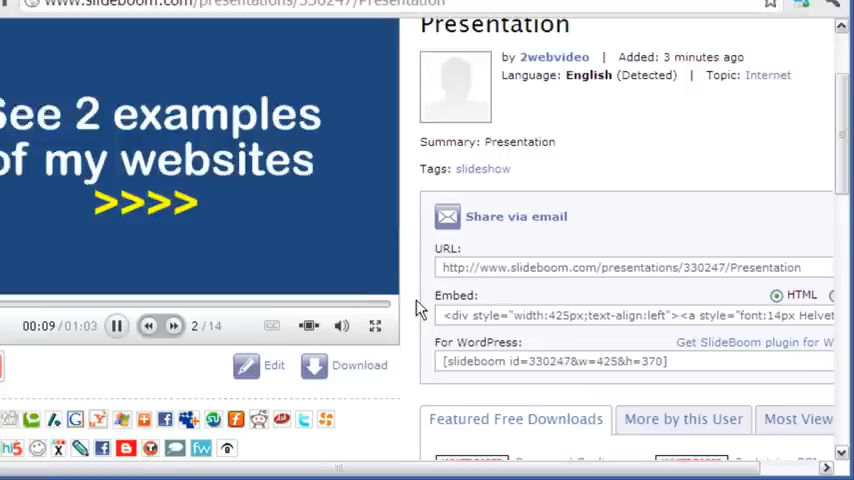 www.slideboom.com/presentations/330247/Presentation
Presentation
by 2webvideo | Added: 3 minutes ago
Language: English (Detected) | Topic: Internet
See 2 examples
of my websites
>>>>
Summary: Presentation
Tags: slideshow
Share via email
URL:
http://www.slideboom.com/presentations/330247/Presentation
Embed: HTML
<div style="width:425px;text-align:left"><a style="font:14px Helvet
For WordPress: Get SlideBoom plugin for W
[slideboom id=330247&w=425&h=370]
00:09/01:03 2 /14 CC
Edit Download
Featured Free Downloads More by this User Most View